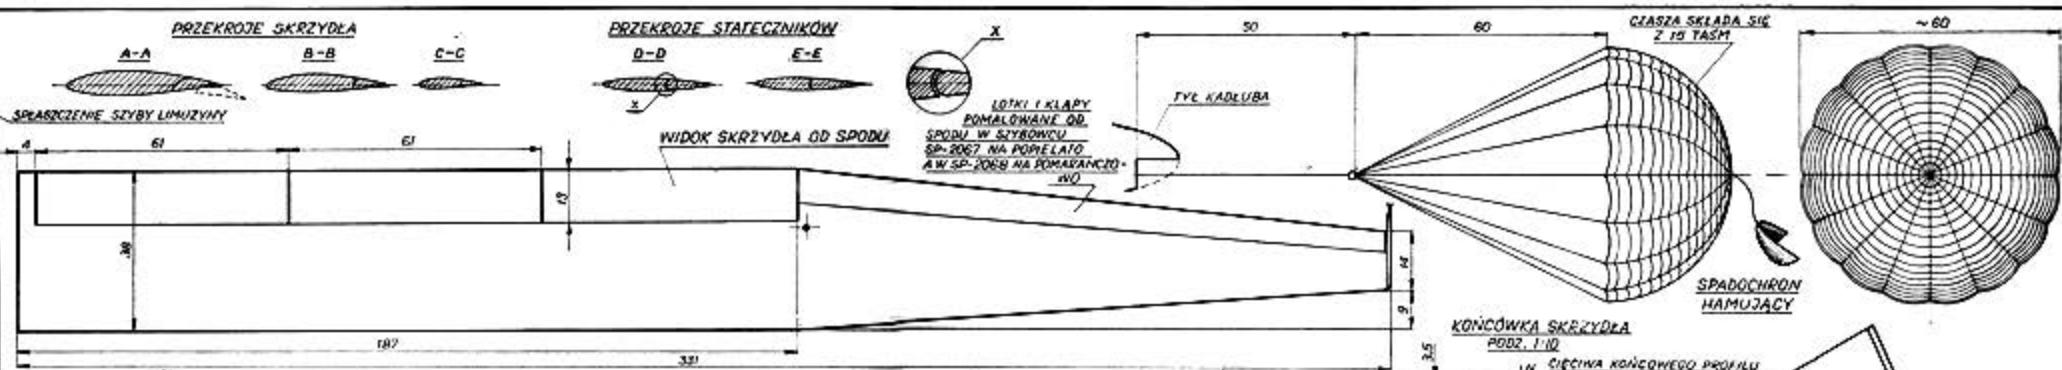 PRZEKROJE SKRZYDŁA
A-A
B-B
C-C
SPŁASZCZENIE SZYBY LIMUZYNY
PRZEKROJE STATECZNIKÓW
D-D
E-E
X
X
WIDOK SKRZYDŁA OD SPODU
LOTKI I KLAPY
POMALOWANE OD
SPODU W SZYBOWCU
SP-2067 NA POPIELATO
A W SP-2068 NA POMARAŃCZO-
WO
TYŁ KADŁUBA
50
60
CZASZA SKŁADA SIĘ
Z 15 TAŚM
~60
SPADOCHRON
HAMUJĄCY
4
61
61
13
38
14
9
187
331
3,5
KOŃCÓWKA SKRZYDŁA
PODZ. 1:10
CIĘCIWA KOŃCOWEGO PROFILU